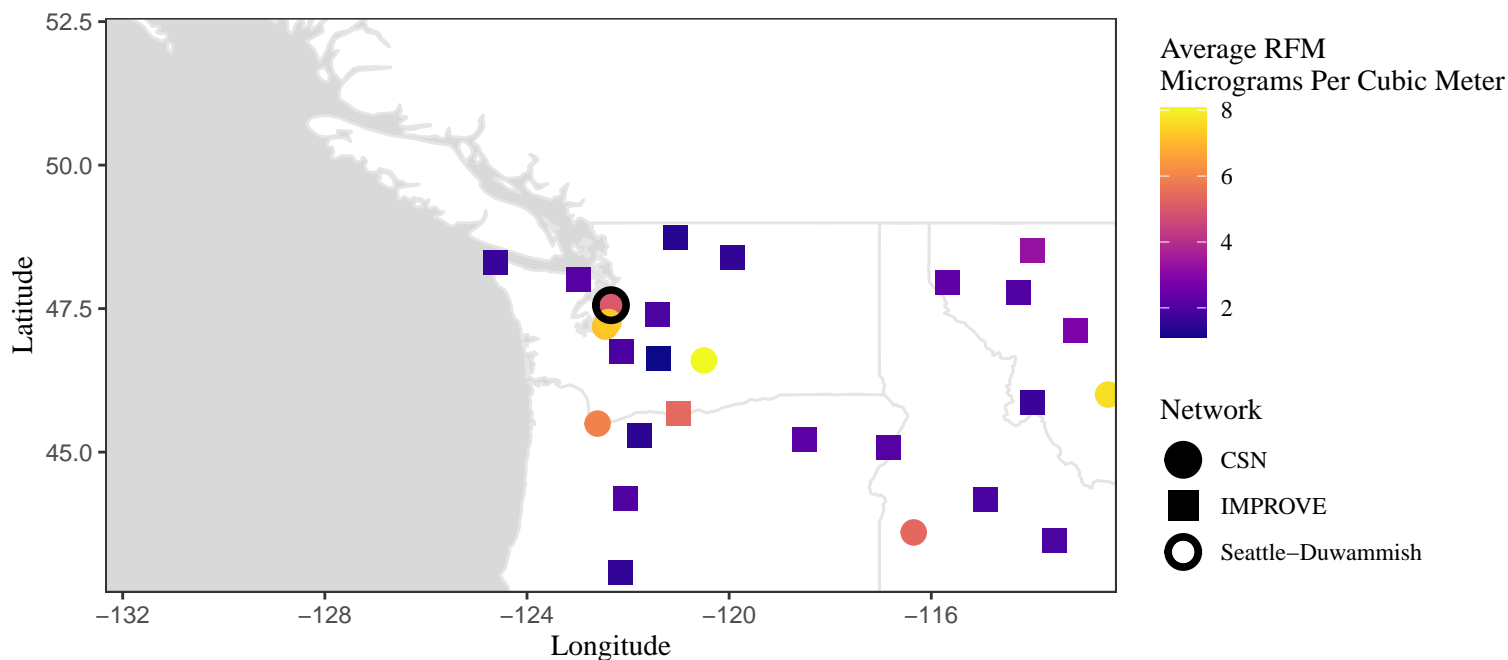 52.5
50.0
47.5
45.0
Latitude
−132
−128
−124
−120
−116
Longitude
Average RFM
Micrograms Per Cubic Meter
8
6
4
2
Network
CSN
IMPROVE
Seattle−Duwammish